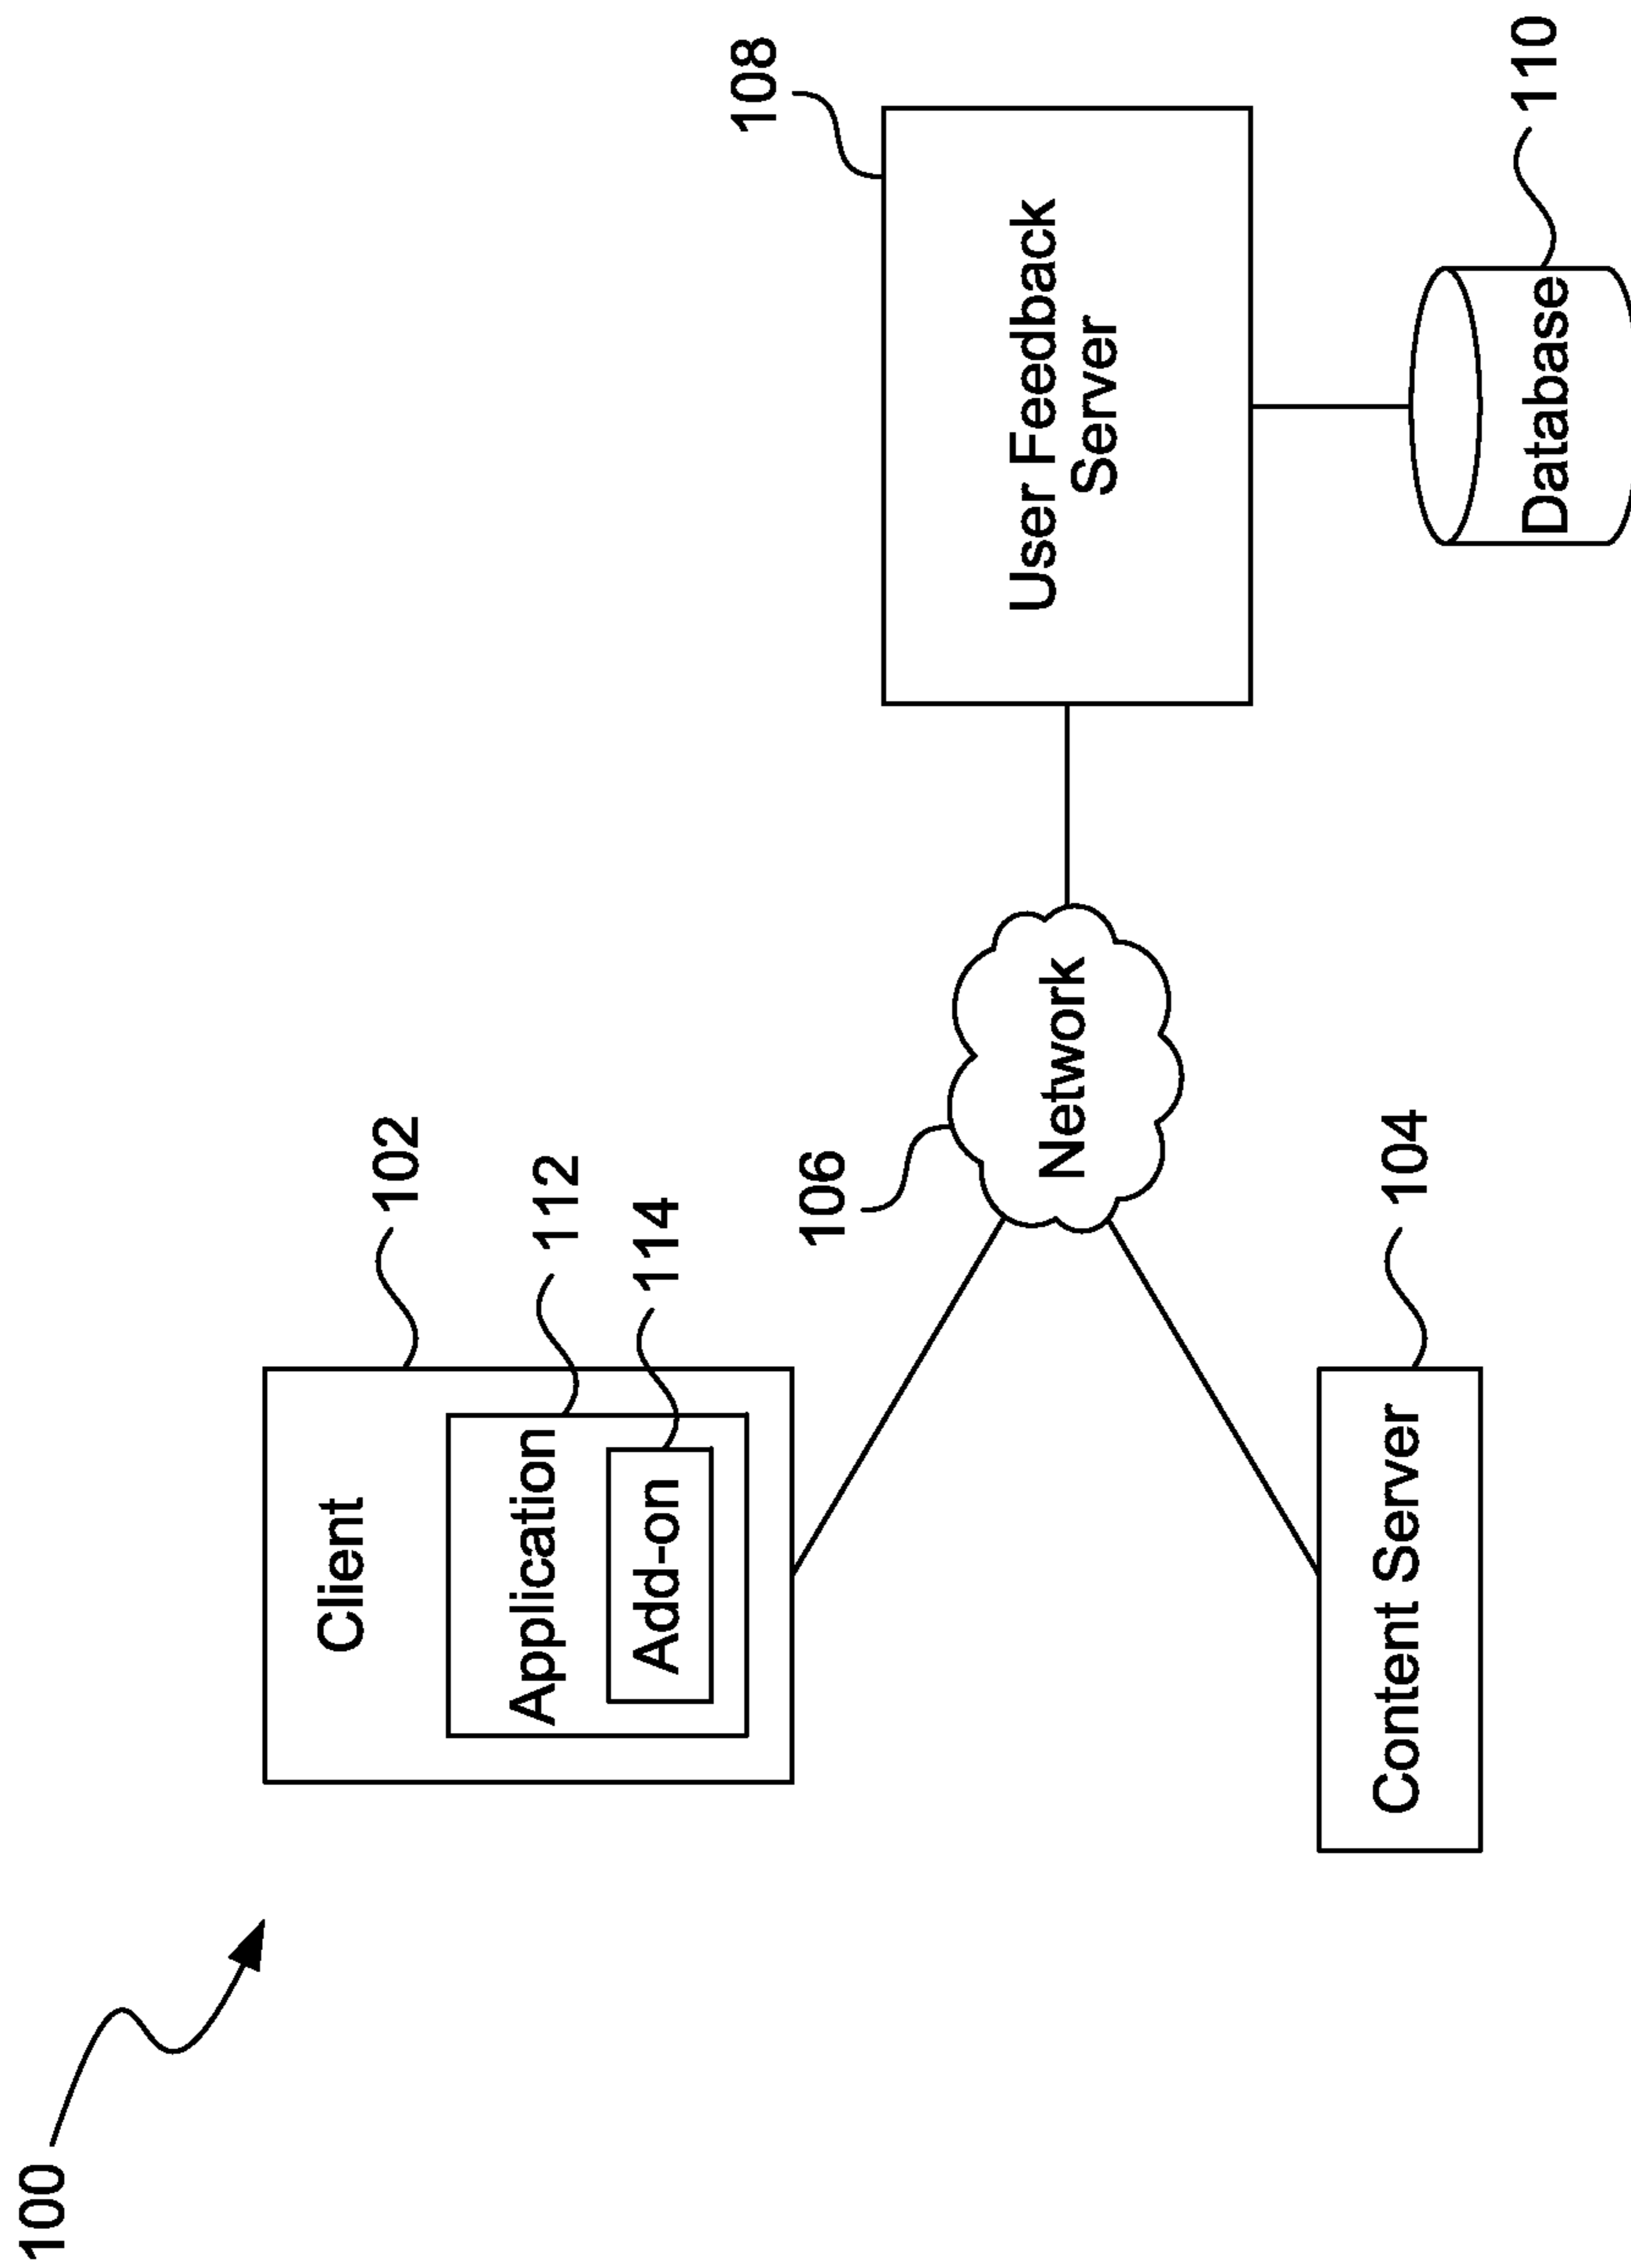 100
Client
102
Application
112
Add-on
114
106
Network
108
User Feedback
Server
Content Server
104
Database
110